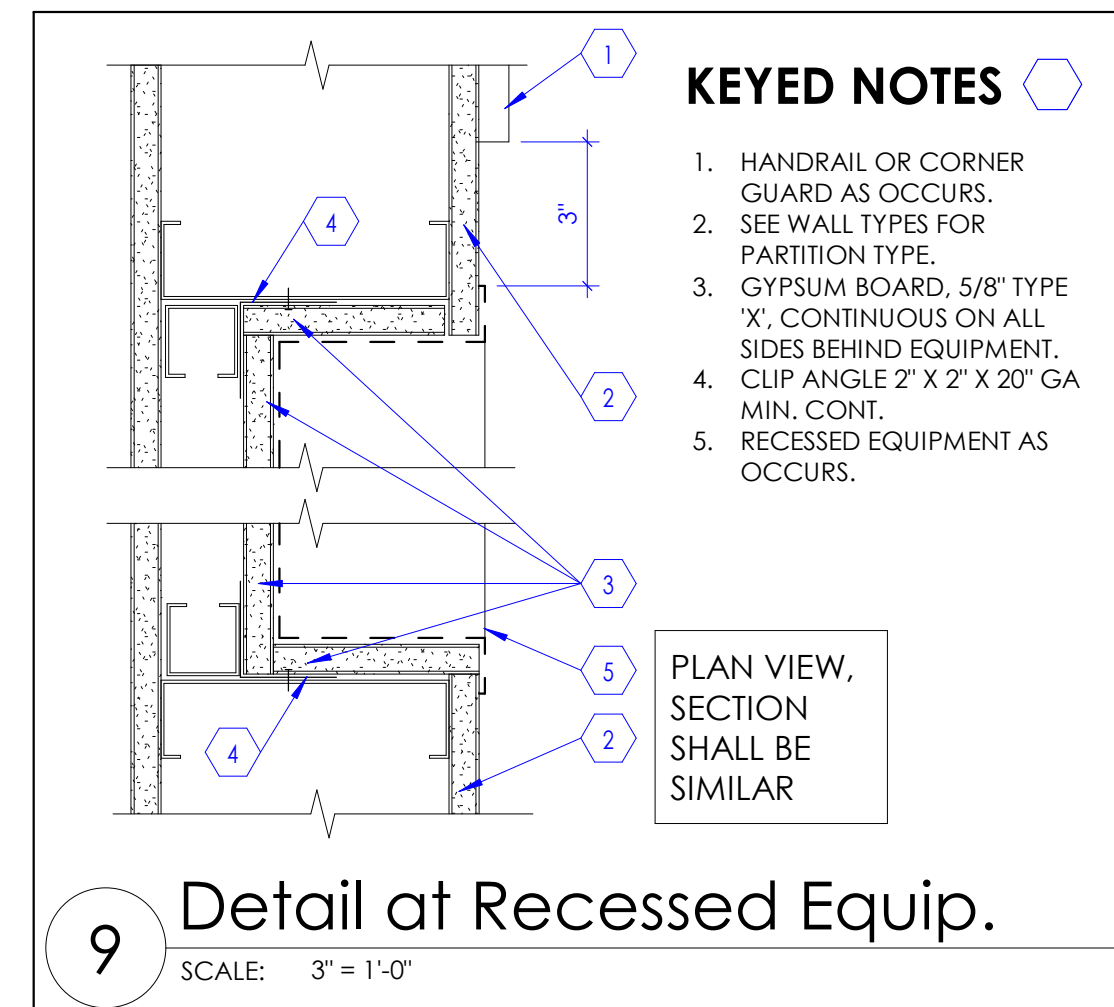 KEYED NOTES
1. HANDRAIL OR CORNER
GUARD AS OCCURS.
2. SEE WALL TYPES FOR
PARTITION TYPE.
3. GYPSUM BOARD, 5/8" TYPE
'X', CONTINUOUS ON ALL
SIDES BEHIND EQUIPMENT.
4. CLIP ANGLE 2" X 2" X 20" GA
MIN. CONT.
5. RECESSED EQUIPMENT AS
OCCURS.
1
4
3"
2
3
5
2
4
PLAN VIEW,
SECTION
SHALL BE
SIMILAR
9
Detail at Recessed Equip.
SCALE: 3" = 1'-0"